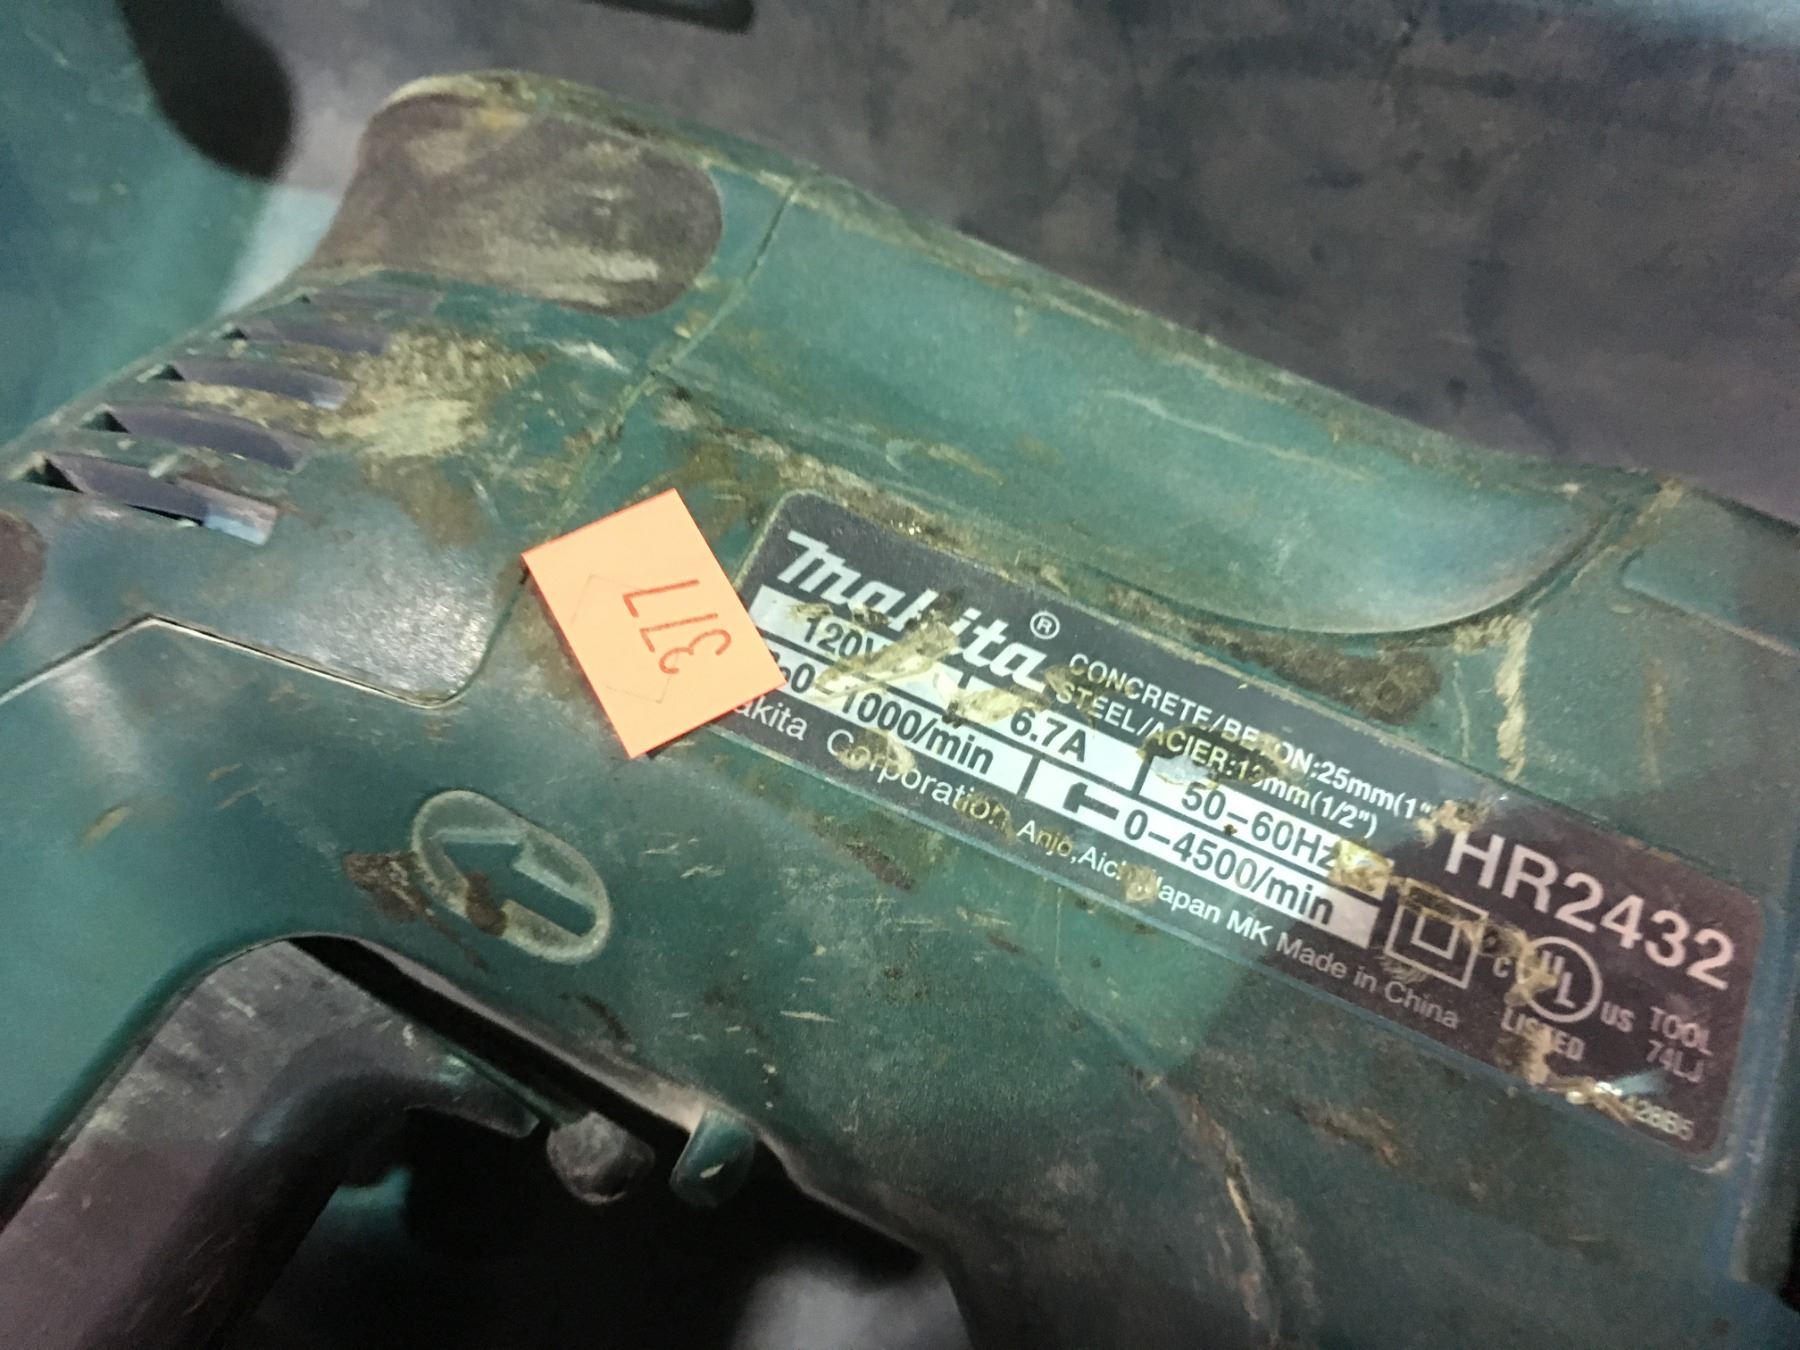 377
makita®
CONCRETE/BETON:25mm(1"
STEEL/ACIER:13mm(1/2")
HR2432
120V 6.7A 50–60Hz
0–1000/min 0–4500/min
Corporation Anjo, Japan MK Made in China
C UL US
LISTED
TOOL
74LJ